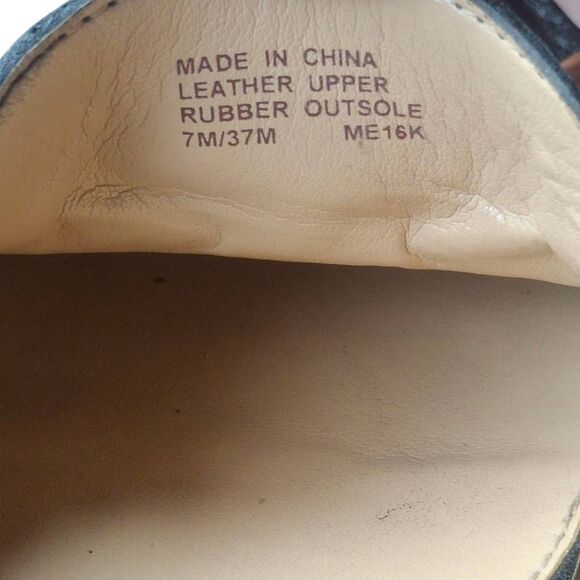 MADE IN CHINA
LEATHER UPPER
RUBBER OUTSOLE
7M/37M ME16K